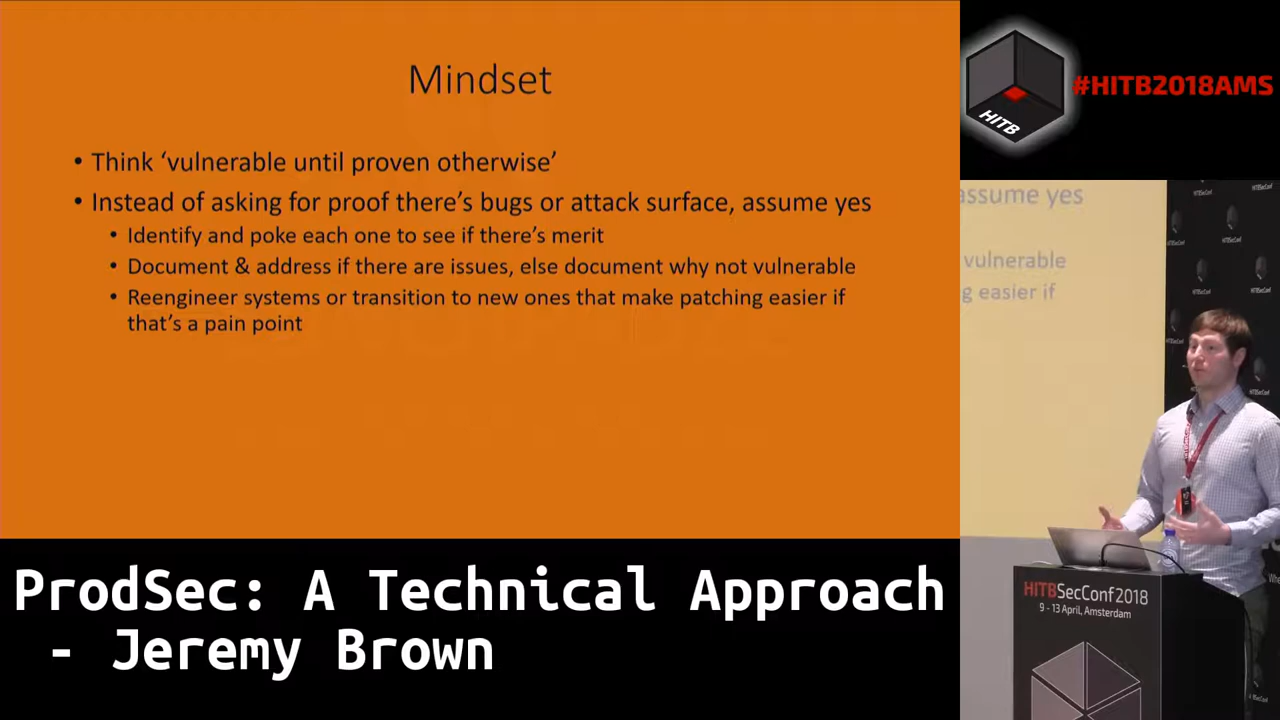 Mindset
• Think ‘vulnerable until proven otherwise’
• Instead of asking for proof there’s bugs or attack surface, assume yes
• Identify and poke each one to see if there’s merit
• Document & address if there are issues, else document why not vulnerable
• Reengineer systems or transition to new ones that make patching easier if
that’s a pain point
HITB
#HITB2018AMS
assume yes
vulnerable
g easier if
HITBSecConf2018
9 - 13 April, Amsterdam
ProdSec: A Technical Approach
- Jeremy Brown